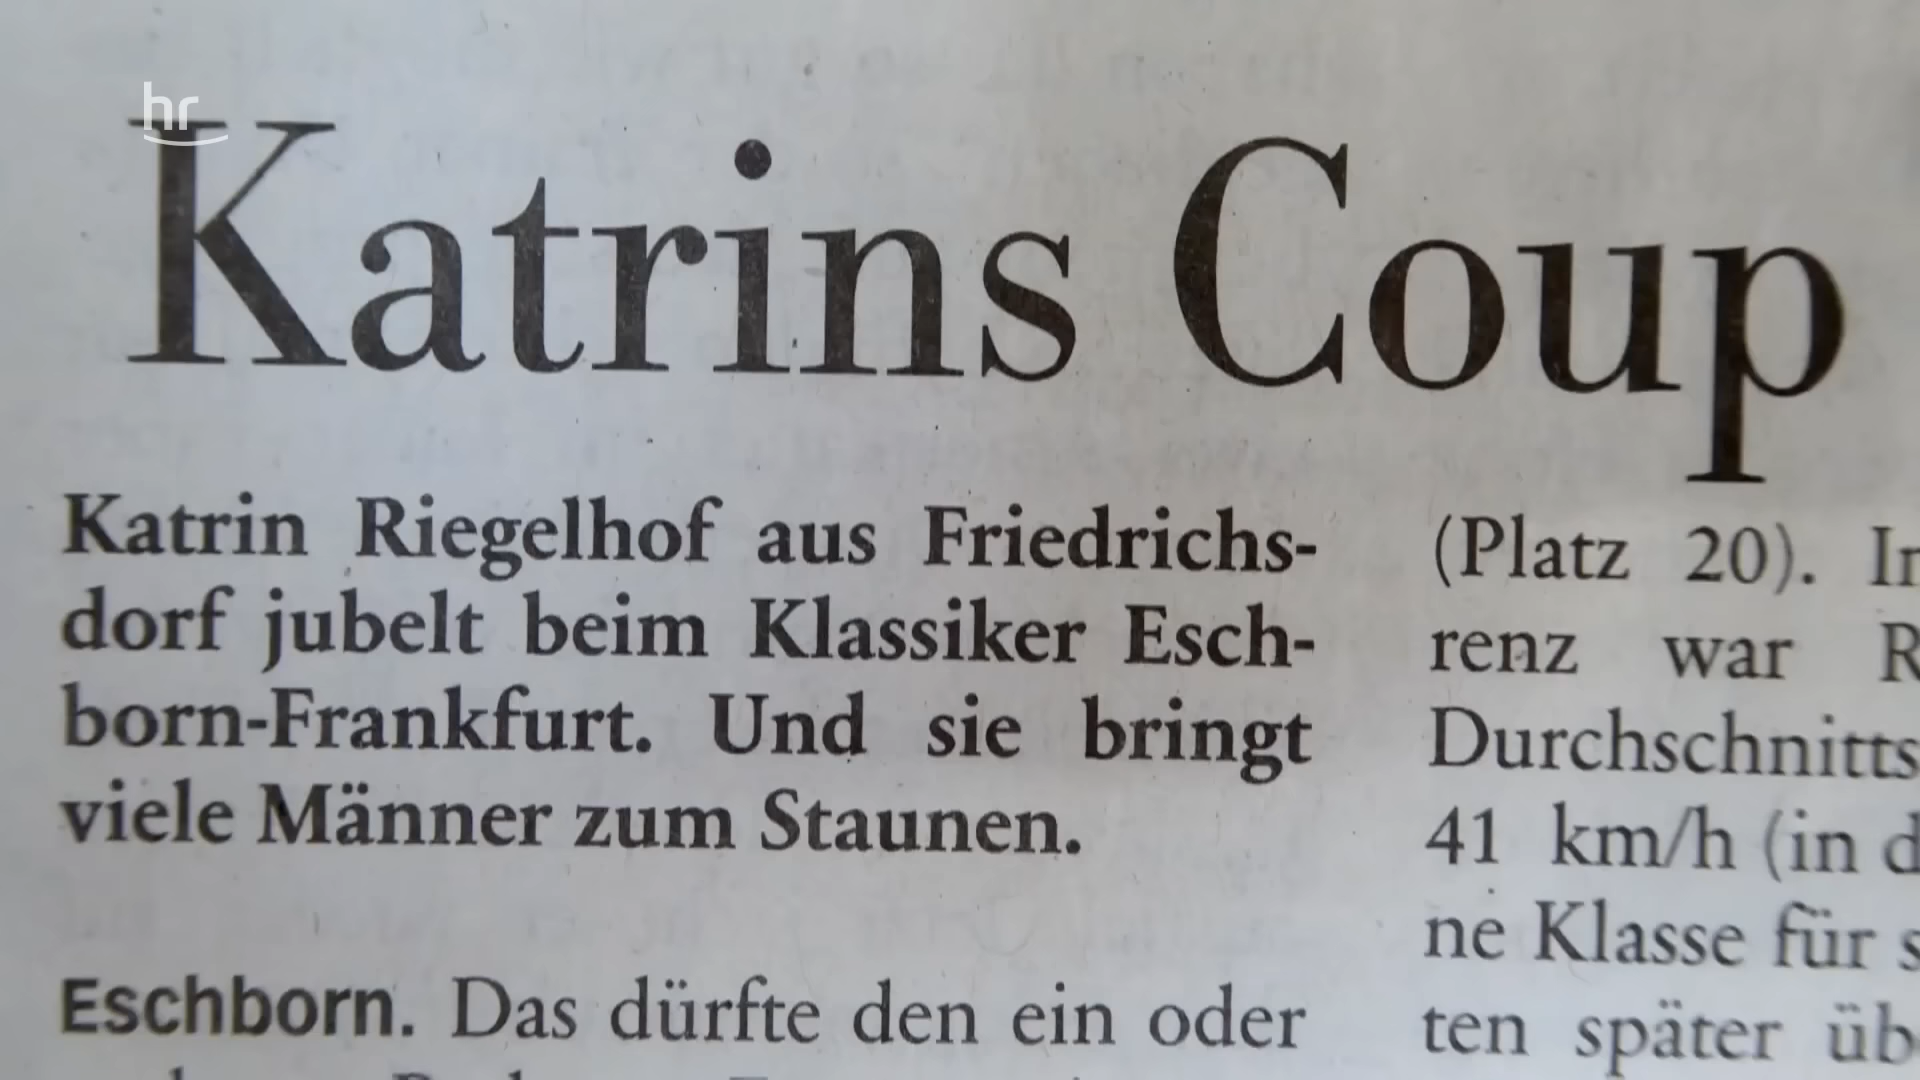 hr
Katrins Coup
Katrin Riegelhof aus Friedrichs-
dorf jubelt beim Klassiker Esch-
born-Frankfurt. Und sie bringt
viele Männer zum Staunen.
Eschborn. Das dürfte den ein oder
(Platz 20).
renz war
Durchschnitts
41 km/h (in
ne Klasse für
ten später